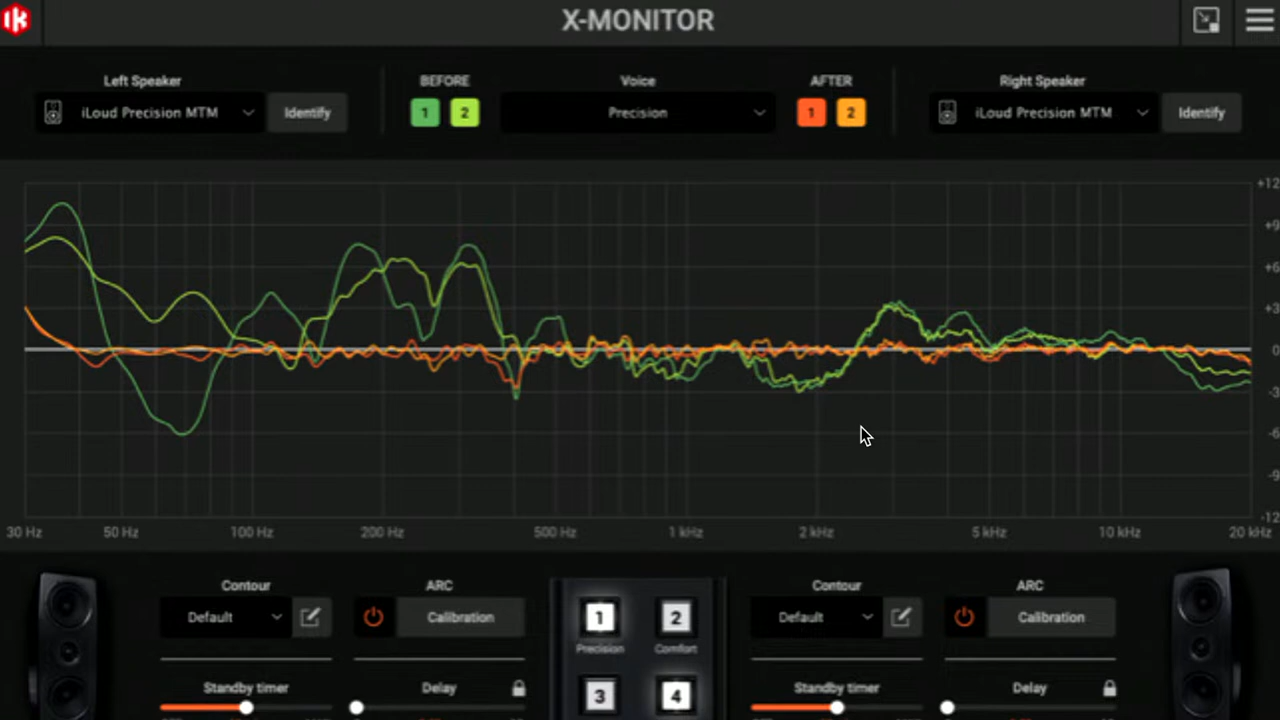 X-MONITOR
Left Speaker
iLoud Precision MTM
Identify
BEFORE
1 2
Voice
Precision
AFTER
1 2
Right Speaker
iLoud Precision MTM
Identify
+12
+9
+6
+3
0
-3
-6
-9
-12
30 Hz 50 Hz 100 Hz 200 Hz 500 Hz 1 kHz 2 kHz 5 kHz 10 kHz 20 kHz
Contour
Default
ARC
Calibration
Standby timer
Delay
1 2
Precision Comfort
3 4
Contour
Default
ARC
Calibration
Standby timer
Delay